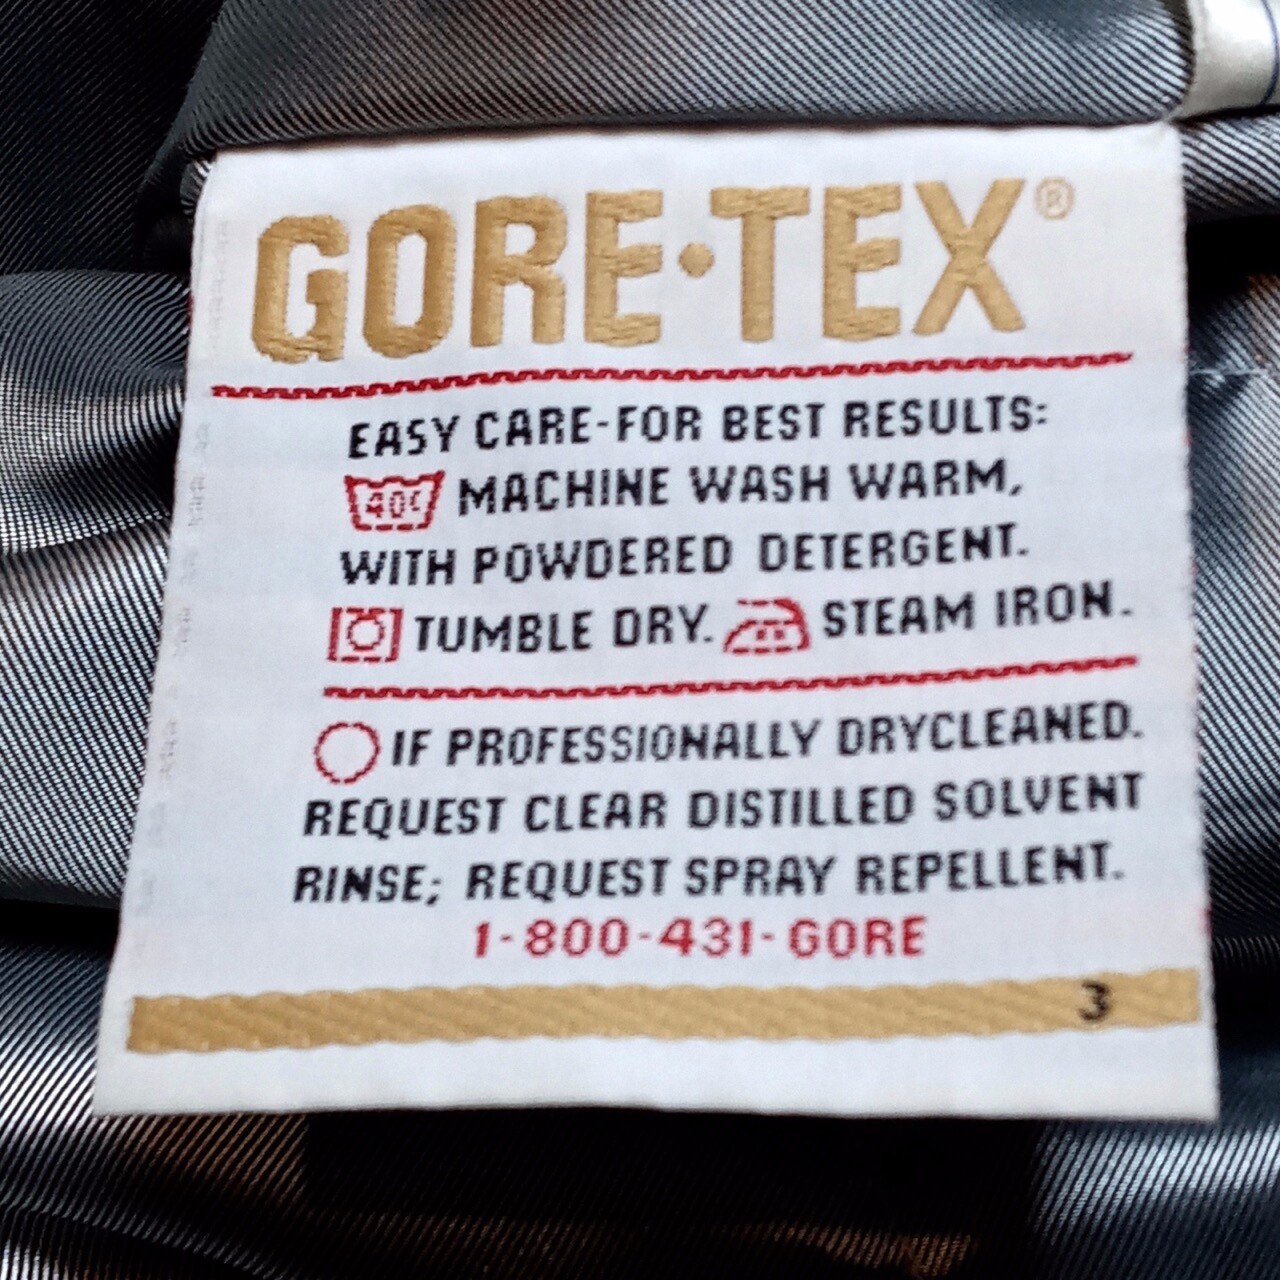 GORE·TEX®
EASY CARE-FOR BEST RESULTS:
40C MACHINE WASH WARM,
WITH POWDERED DETERGENT.
TUMBLE DRY. STEAM IRON.
IF PROFESSIONALLY DRYCLEANED.
REQUEST CLEAR DISTILLED SOLVENT
RINSE; REQUEST SPRAY REPELLENT.
1-800-431-GORE
3